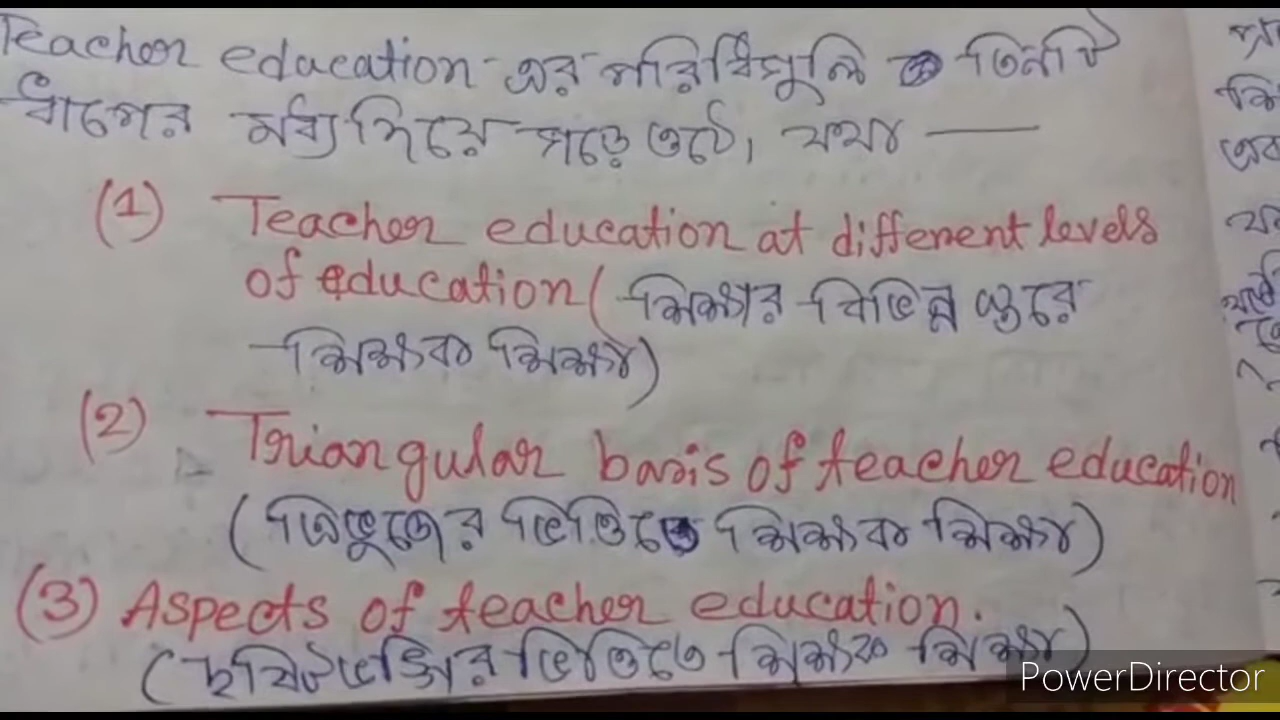 Teacher education এর পরিধিগুলি তিনটি
ধাপের মধ্য দিয়ে গড়ে ওঠে, যথা —
(1) Teacher education at different levels
of education (শিক্ষার বিভিন্ন স্তরে
শিক্ষক শিক্ষা)
(2) Triangular basis of teacher education
(ত্রিভুজের ভিত্তিতে শিক্ষক শিক্ষা)
(3) Aspects of teacher education.
(দৃষ্টিভঙ্গির ভিত্তিতে শিক্ষক শিক্ষা)
PowerDirector